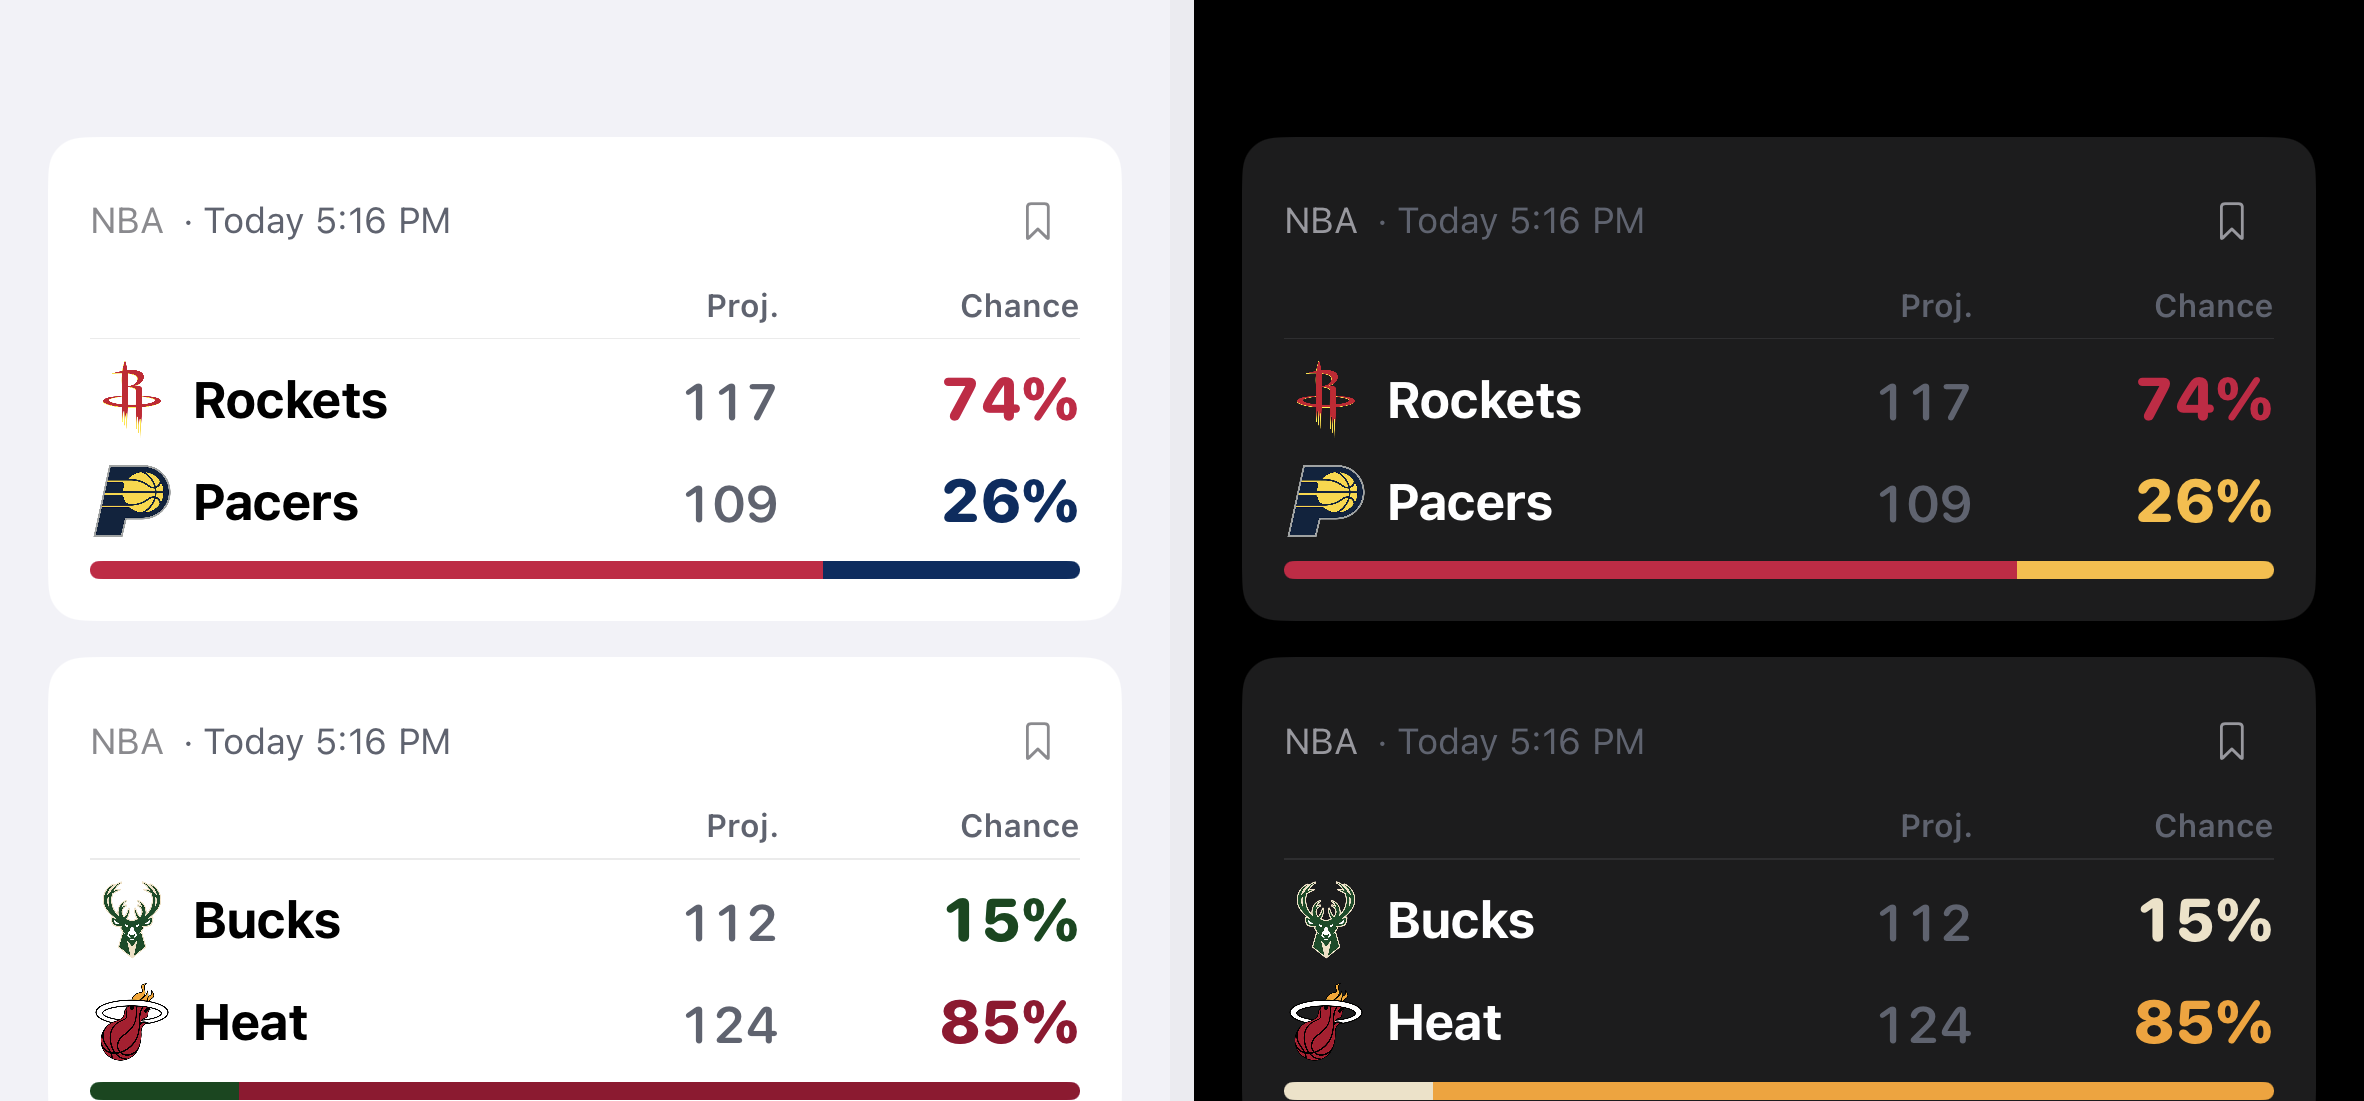 NBA · Today 5:16 PM
Proj. Chance
Rockets 117 74%
Pacers 109 26%
NBA · Today 5:16 PM
Proj. Chance
Bucks 112 15%
Heat 124 85%
NBA · Today 5:16 PM
Proj. Chance
Rockets 117 74%
Pacers 109 26%
NBA · Today 5:16 PM
Proj. Chance
Bucks 112 15%
Heat 124 85%